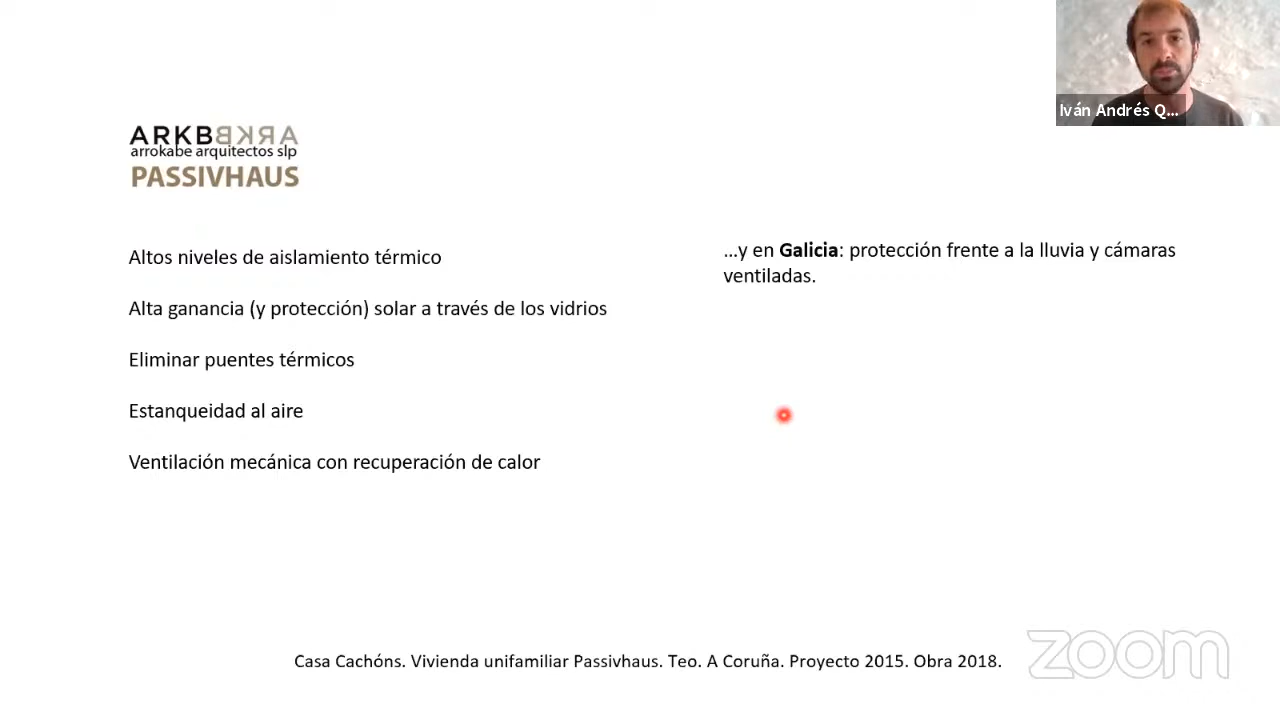 Iván Andrés Q...
ARKBARKB
arrokabe arquitectos slp
PASSIVHAUS
Altos niveles de aislamiento térmico
Alta ganancia (y protección) solar a través de los vidrios
Eliminar puentes térmicos
Estanqueidad al aire
Ventilación mecánica con recuperación de calor
...y en Galicia: protección frente a la lluvia y cámaras
ventiladas.
Casa Cachóns. Vivienda unifamiliar Passivhaus. Teo. A Coruña. Proyecto 2015. Obra 2018.
zoom